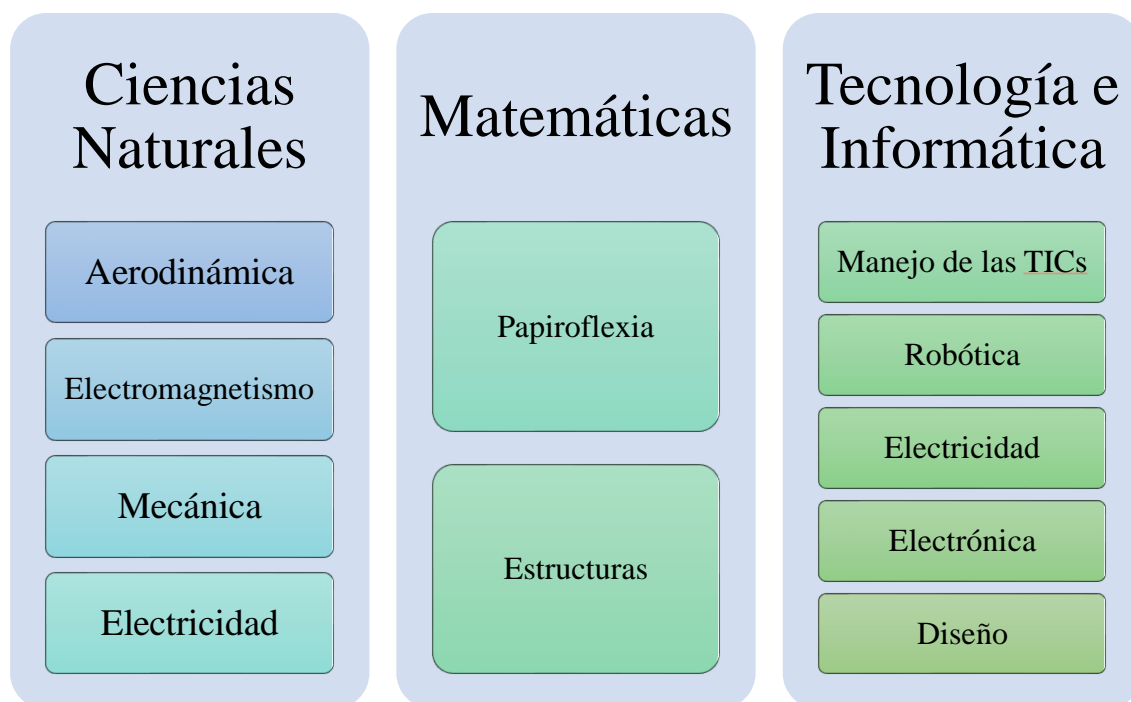 Ciencias
Naturales
Aerodinámica
Electromagnetismo
Mecánica
Electricidad
Matemáticas
Papiroflexia
Estructuras
Tecnología e
Informática
Manejo de las TICs
Robótica
Electricidad
Electrónica
Diseño